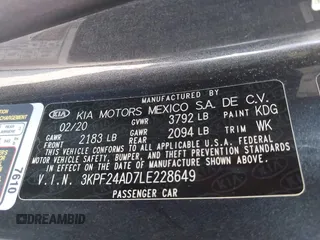 MANUFACTURED BY
KIA KIA MOTORS MEXICO S.A. DE C.V.
02/20 GVWR 3792 LB PAINT KDG
GAWR FRONT 2183 LB GAWR REAR 2094 LB TRIM WK
THIS VEHICLE CONFORMS TO ALL APPLICABLE U.S.A.
FEDERAL MOTOR VEHICLE SAFETY, BUMPER, AND
THEFT PREVENTION STANDARDS IN EFFECT ON THE
DATE OF MANUFACTURE SHOWN ABOVE.
V.I.N. 3KPF24AD7LE228649
PASSENGER CAR
7610
DREAMBID